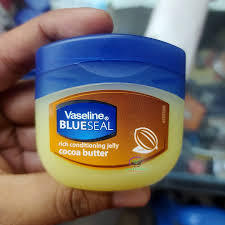 Vaseline®
BLUESEAL
rich conditioning jelly
cocoa butter